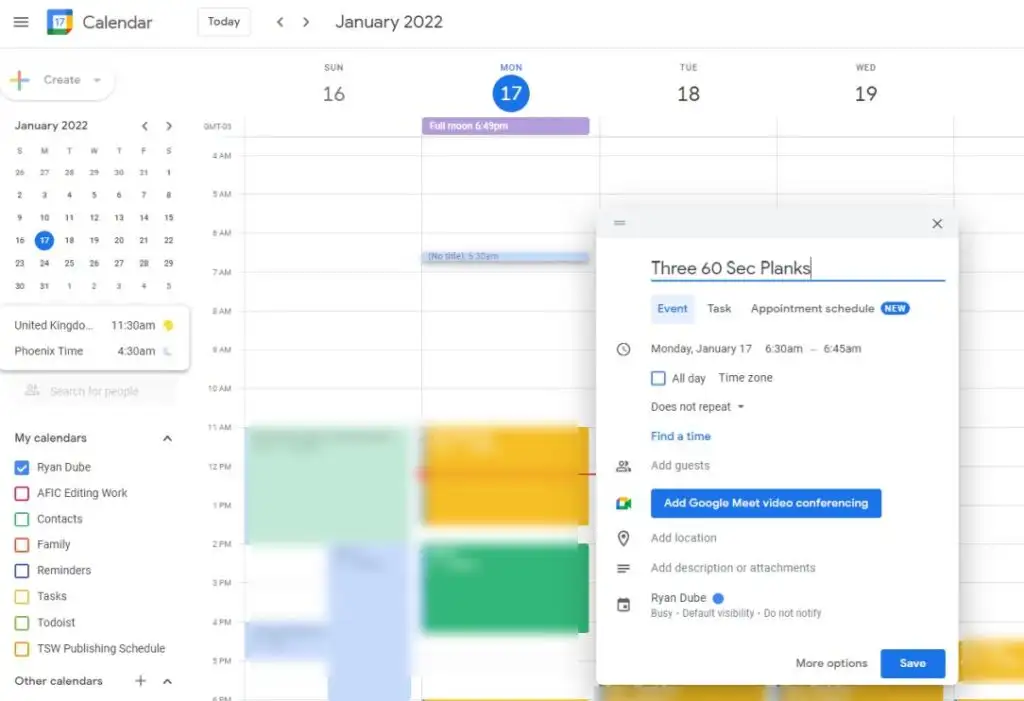 17 Calendar Today January 2022
SUN MON TUE WED
16 17 18 19
Create
January 2022
S M T W T F S
26 27 28 29 30 31 1
2 3 4 5 6 7 8
9 10 11 12 13 14 15
16 17 18 19 20 21 22
23 24 25 26 27 28 29
30 31 1 2 3 4 5
United Kingdo... 11:30am
Phoenix Time 4:30am
Search for people
My calendars
Ryan Dube
AFIC Editing Work
Contacts
Family
Reminders
Tasks
Todoist
TSW Publishing Schedule
Other calendars
GMT-05
Full moon 6:49pm
4 AM
5 AM
6 AM
(No title), 6:30am
7 AM
8 AM
9 AM
10 AM
11 AM
12 PM
1 PM
2 PM
3 PM
4 PM
5 PM
6 PM
Three 60 Sec Planks
Event Task Appointment schedule NEW
Monday, January 17 6:30am – 6:45am
All day Time zone
Does not repeat
Find a time
Add guests
Add Google Meet video conferencing
Add location
Add description or attachments
Ryan Dube
Busy · Default visibility · Do not notify
More options Save